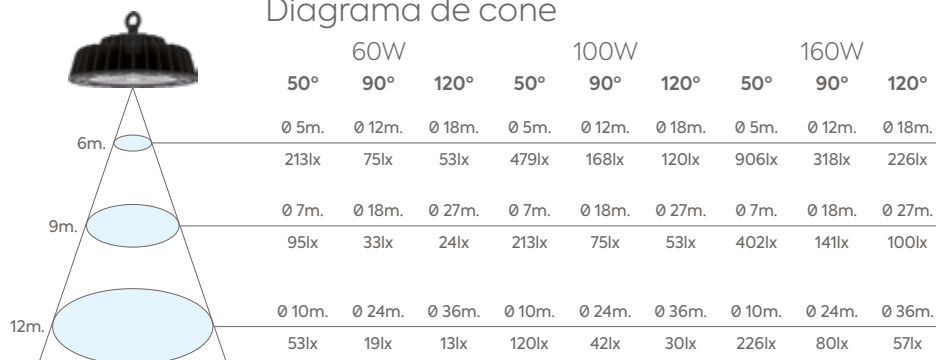 Diagrama de cone
60W 100W 160W
50° 90° 120° 50° 90° 120° 50° 90° 120°
Ø 5m. Ø 12m. Ø 18m. Ø 5m. Ø 12m. Ø 18m. Ø 5m. Ø 12m. Ø 18m.
6m.
213lx 75lx 53lx 479lx 168lx 120lx 906lx 318lx 226lx
Ø 7m. Ø 18m. Ø 27m. Ø 7m. Ø 18m. Ø 27m. Ø 7m. Ø 18m. Ø 27m.
9m.
95lx 33lx 24lx 213lx 75lx 53lx 402lx 141lx 100lx
Ø 10m. Ø 24m. Ø 36m. Ø 10m. Ø 24m. Ø 36m. Ø 10m. Ø 24m. Ø 36m.
12m.
53lx 19lx 13lx 120lx 42lx 30lx 226lx 80lx 57lx